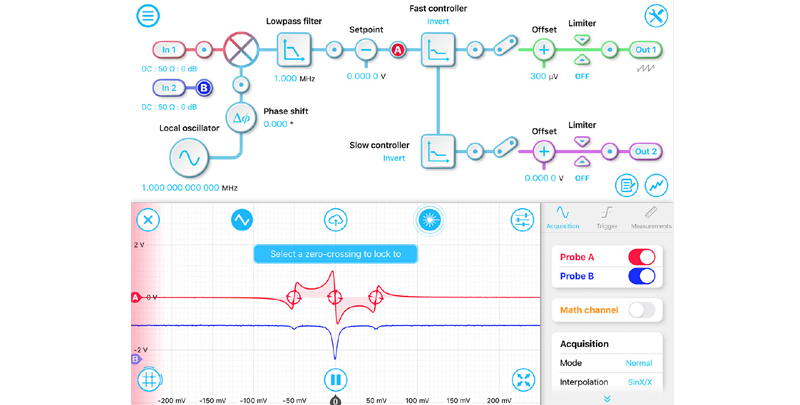 Fast controller
Invert
Lowpass filter
Setpoint
Offset
Limiter
In 1
A
Out 1
DC : 50 Ω : 0 dB
1.000 MHz
0.000 0 V
300 µV
OFF
In 2
B
DC : 50 Ω : 0 dB
Phase shift
Δϕ
0.000 °
Local oscillator
1.000 000 000 000 MHz
Slow controller
Invert
Offset
Limiter
Out 2
0.000 0 V
OFF
Select a zero-crossing to lock to
2 V
A
0 V
-2 V
B
-200 mV
-150 mV
-100 mV
-50 mV
0
50 mV
100 mV
150 mV
200 mV
Acquisition
Trigger
Measurements
Probe A
Probe B
Math channel
Acquisition
Mode
Normal
Interpolation
SinX/X